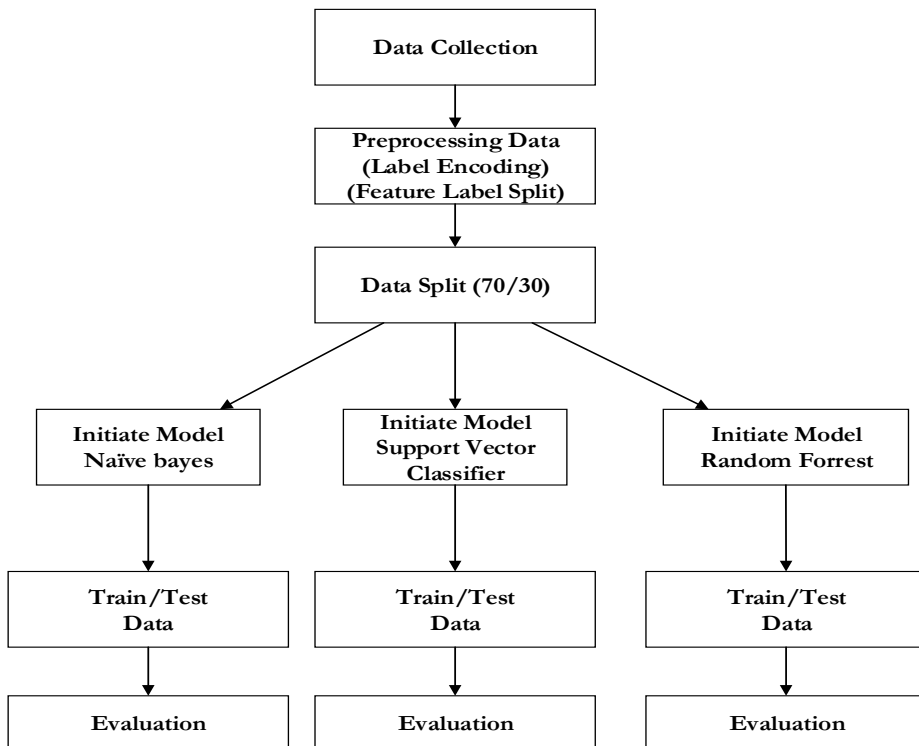 Data Collection
Preprocessing Data
(Label Encoding)
(Feature Label Split)
Data Split (70/30)
Initiate Model
Naïve bayes
Initiate Model
Support Vector
Classifier
Initiate Model
Random Forrest
Train/Test
Data
Train/Test
Data
Train/Test
Data
Evaluation
Evaluation
Evaluation